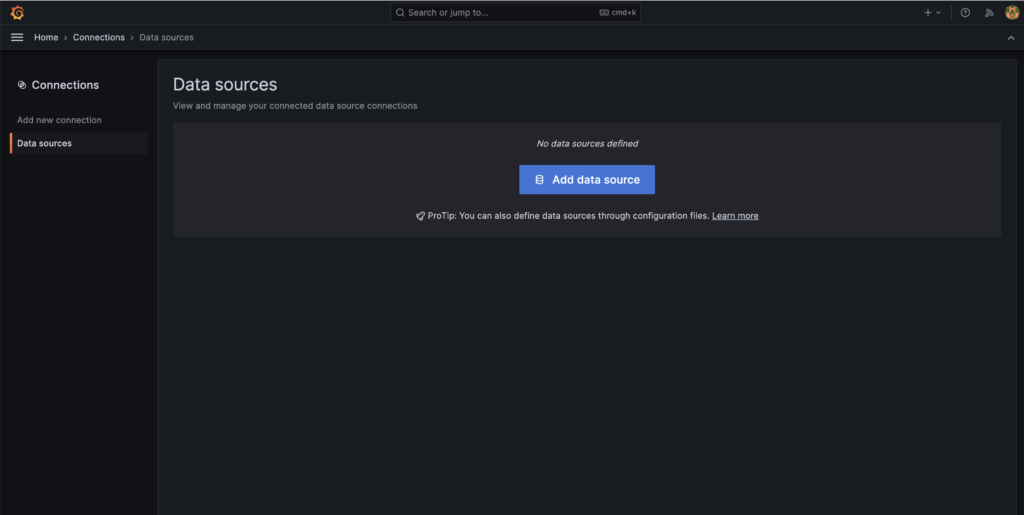 Search or jump to... cmd+k
Home › Connections › Data sources
Connections
Add new connection
Data sources
Data sources
View and manage your connected data source connections
No data sources defined
Add data source
ProTip: You can also define data sources through configuration files. Learn more